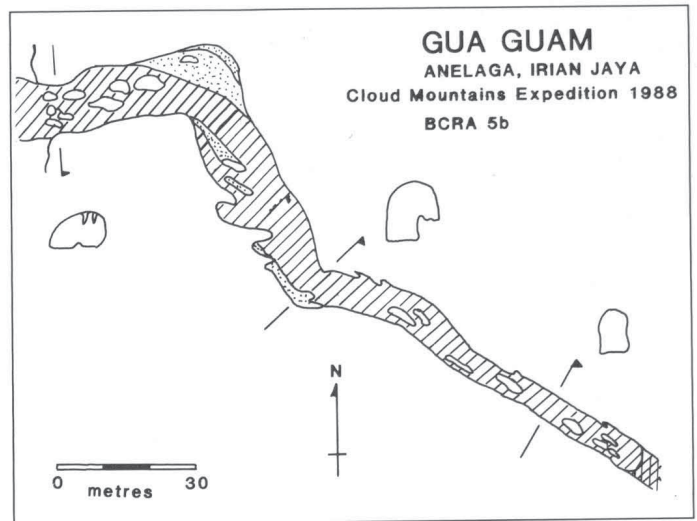 GUA GUAM
ANELAGA, IRIAN JAYA
Cloud Mountains Expedition 1988
BCRA 5b
N
0 30
metres